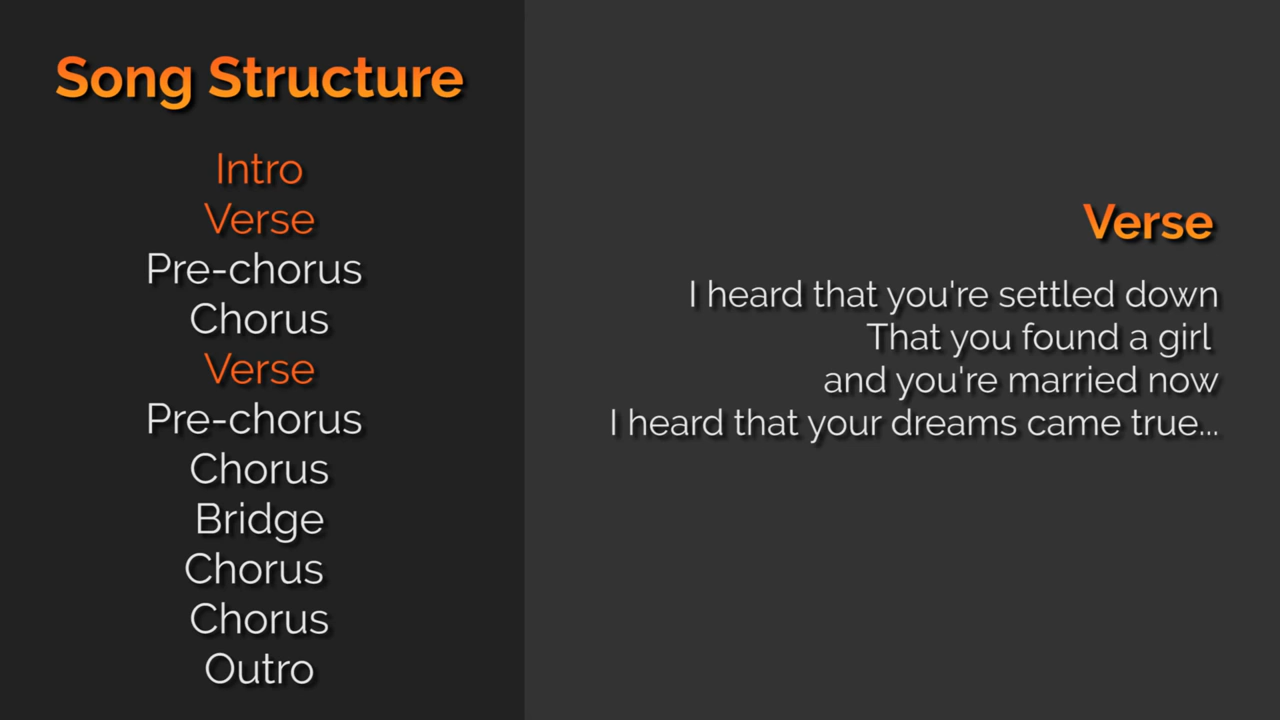 Song Structure
Intro
Verse
Pre-chorus
Chorus
Verse
Pre-chorus
Chorus
Bridge
Chorus
Chorus
Outro
Verse
I heard that you're settled down
That you found a girl
and you're married now
I heard that your dreams came true...